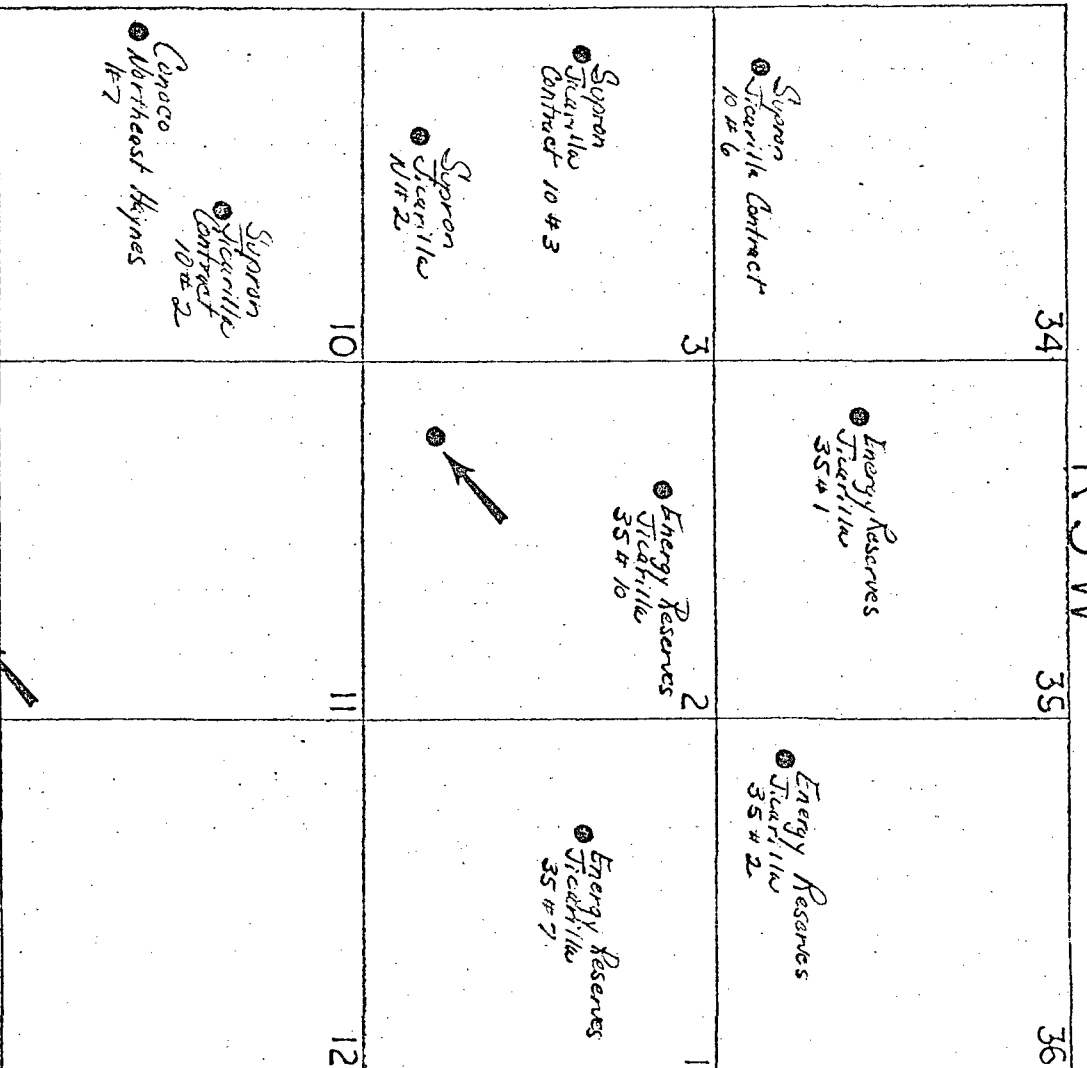 34
35
36
Supron
Jicarilla Contract
10 # 6
Energy Reserves
Jicarilla
35 # 1
Energy Reserves
Jicarilla
35 # 2
3
2
1
Supron
Jicarilla
Contract 10 # 3
Supron
Jicarilla
N # 2
Energy Reserves
Jicarilla
35 # 10
Energy Reserves
Jicarilla
35 # 7
10
11
12
Supron
Jicarilla
Contract
10 # 2
Conoco
Northeast Haynes
# 7